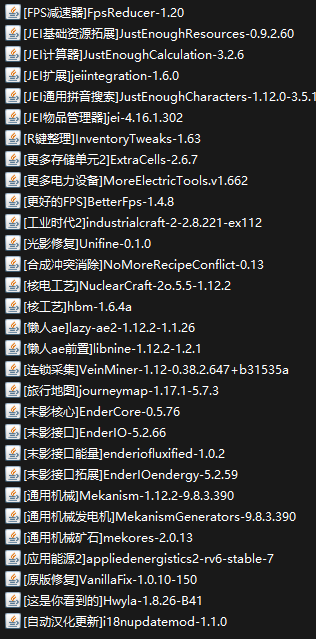 [FPS减速器]FpsReducer-1.20
[JEI基础资源拓展]JustEnoughResources-0.9.2.60
[JEI计算器]JustEnoughCalculation-3.2.6
[JEI扩展]jeiintegration-1.6.0
[JEI通用拼音搜索]JustEnoughCharacters-1.12.0-3.5.1
[JEI物品管理器]jei-4.16.1.302
[R键整理]InventoryTweaks-1.63
[更多存储单元2]ExtraCells-2.6.7
[更多电力设备]MoreElectricTools.v1.662
[更好的FPS]BetterFps-1.4.8
[工业时代2]industrialcraft-2-2.8.221-ex112
[光影修复]Unifine-0.1.0
[合成冲突消除]NoMoreRecipeConflict-0.13
[核电工艺]NuclearCraft-2o.5.5-1.12.2
[核工艺]hbm-1.6.4a
[懒人ae]lazy-ae2-1.12.2-1.1.26
[懒人ae前置]libnine-1.12.2-1.2.1
[连锁采集]VeinMiner-1.12-0.38.2.647+b31535a
[旅行地图]journeymap-1.17.1-5.7.3
[末影核心]EnderCore-0.5.76
[末影接口]EnderIO-5.2.66
[末影接口能量]enderiofluxified-1.0.2
[末影接口拓展]EnderIOendergy-5.2.59
[通用机械]Mekanism-1.12.2-9.8.3.390
[通用机械发电机]MekanismGenerators-9.8.3.390
[通用机械矿石]mekores-2.0.13
[应用能源2]appliedenergistics2-rv6-stable-7
[原版修复]VanillaFix-1.0.10-150
[这是你看到的]Hwyla-1.8.26-B41
[自动汉化更新]i18nupdatemod-1.1.0